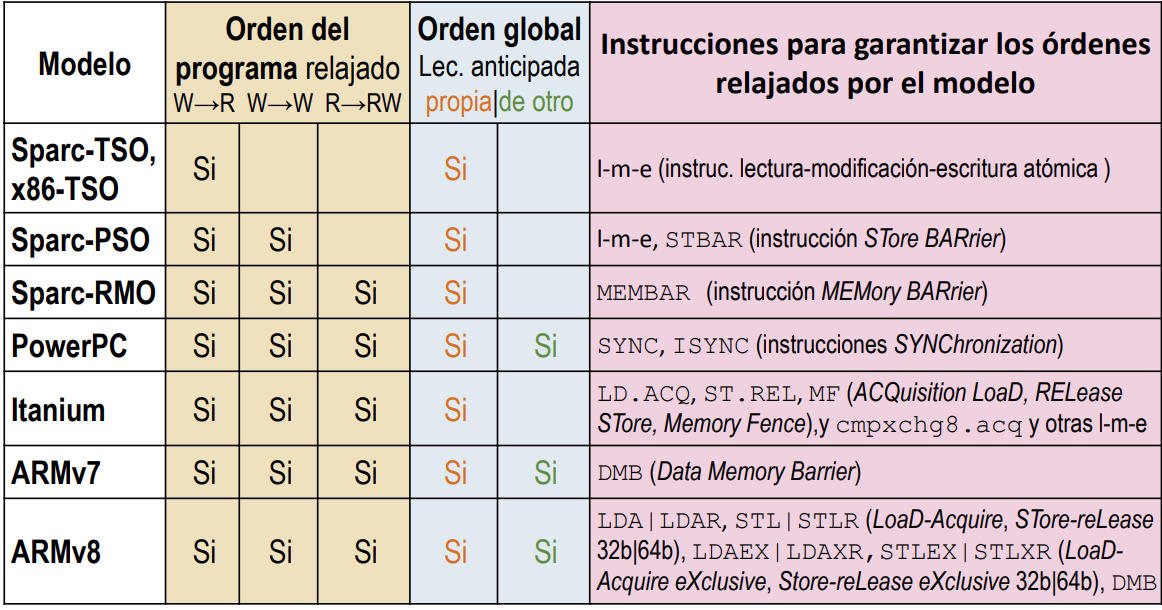 Modelo
Orden del
programa relajado
W→R W→W R→RW
Orden global
Lec. anticipada
propia|de otro
Instrucciones para garantizar los órdenes
relajados por el modelo
Sparc-TSO,
x86-TSO
Si
Si
l-m-e (instruc. lectura-modificación-escritura atómica )
Sparc-PSO
Si
Si
Si
l-m-e, STBAR (instrucción STore BARrier)
Sparc-RMO
Si
Si
Si
Si
MEMBAR (instrucción MEMory BARrier)
PowerPC
Si
Si
Si
Si
Si
SYNC, ISYNC (instrucciones SYNChronization)
Itanium
Si
Si
Si
Si
LD.ACQ, ST.REL, MF (ACQuisition LoaD, RELease
STore, Memory Fence),y cmpxchg8.acq y otras l-m-e
ARMv7
Si
Si
Si
Si
Si
DMB (Data Memory Barrier)
ARMv8
Si
Si
Si
Si
Si
LDA|LDAR, STL|STLR (LoaD-Acquire, STore-reLease
32b|64b), LDAEX|LDAXR, STLEX|STLXR (LoaD-
Acquire eXclusive, Store-reLease eXclusive 32b|64b), DMB